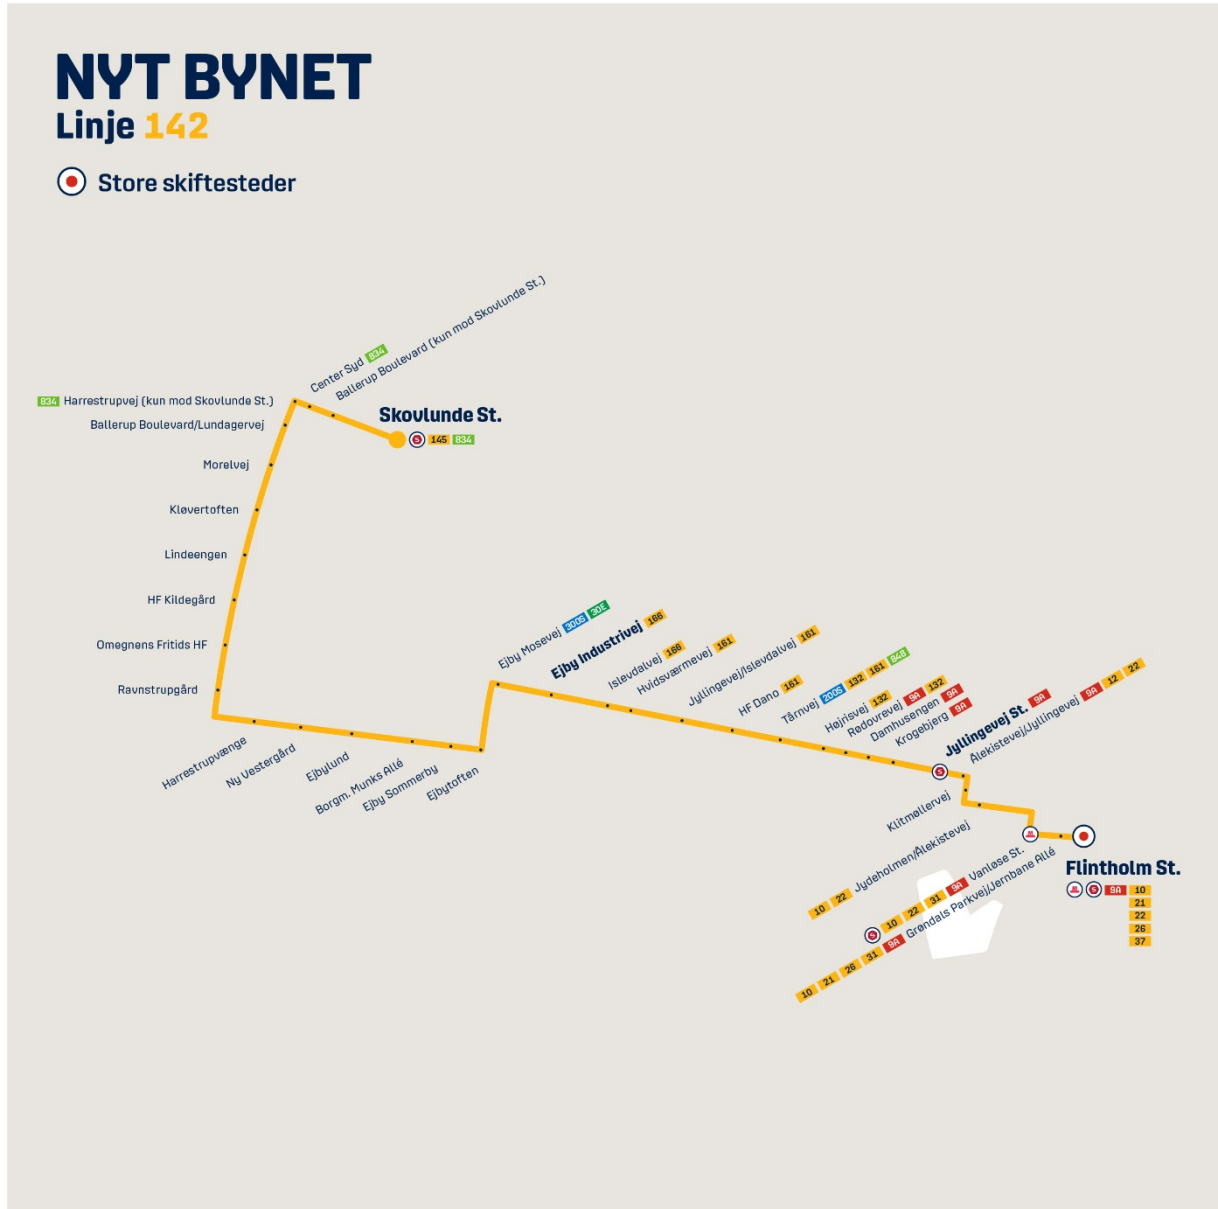 NYT BYNET
Linje 142
Store skiftesteder
Center Syd 834
Ballerup Boulevard (kun mod Skovlunde St.)
834 Harrestrupvej (kun mod Skovlunde St.)
Skovlunde St.
S 145 834
Ballerup Boulevard/Lundagervej
Morelvej
Kløvertoften
Lindeengen
HF Kildegård
Omegnens Fritids HF
Ravnstrupgård
Harrestrupvænge
Ny Vestergård
Ejbylund
Borgm. Munks Allé
Ejby Sommerby
Ejbytoften
Ejby Mosevej 300S 30E
Ejby Industrivej 166
Islevdalvej 166
Hvidsværmevej 161
Jyllingevej/Islevdalvej 161
HF Dano 161
Tårnvej 200S 132 161 848
Højrisvej 132
Rødovrevej 9A 132
Damhusengen 9A
Krogebjerg 9A
Jyllingevej St. 9A
S
Ålekistevej/Jyllingevej 9A 12 22
Klitmøllervej
10 22 Jydeholmen/Ålekistevej
S 10 22 31 9A Vanløse St.
10 21 26 31 9A Grøndals Parkvej/Jernbane Allé
Flintholm St.
S 9A 10
21
22
26
37